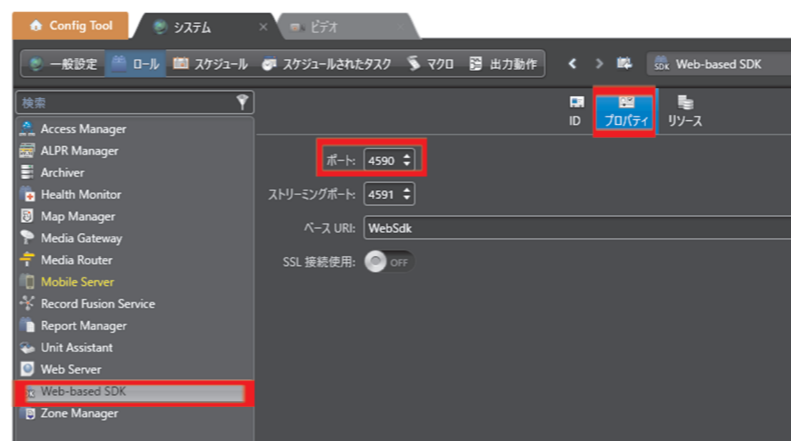 Config Tool
システム ×
ビデオ
一般設定 ロール スケジュール スケジュールされたタスク マクロ 出力動作
SDK Web-based SDK
検索
ID プロパティ リソース
Access Manager
ALPR Manager
Archiver
Health Monitor
Map Manager
Media Gateway
Media Router
Mobile Server
Record Fusion Service
Report Manager
Unit Assistant
Web Server
Web-based SDK
Zone Manager
ポート: 4590
ストリーミングポート: 4591
ベース URI: WebSdk
SSL 接続使用: OFF